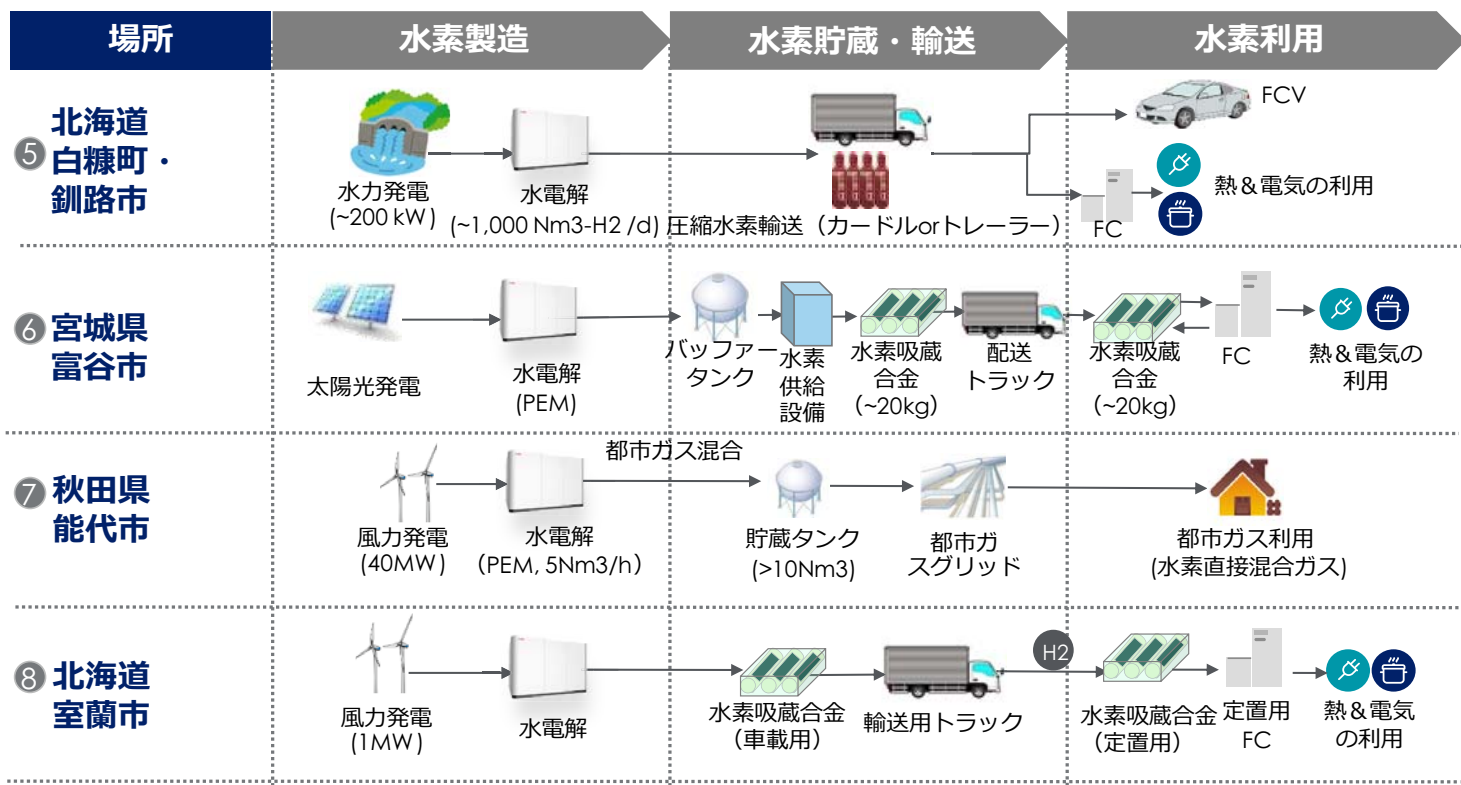 場所
水素製造
水素貯蔵・輸送
水素利用
5
北海道
白糠町・
釧路市
水力発電
(~200 kW)
水電解
(~1,000 Nm3-H2 /d)
圧縮水素輸送（カードルorトレーラー）
FCV
FC
熱&電気の利用
6
宮城県
富谷市
太陽光発電
水電解
(PEM)
バッファー
タンク
水素
供給
設備
水素吸蔵
合金
（~20kg）
配送
トラック
水素吸蔵
合金
（~20kg）
FC
熱&電気の
利用
7
秋田県
能代市
風力発電
(40MW)
水電解
（PEM, 5Nm3/h）
都市ガス混合
貯蔵タンク
(>10Nm3)
都市ガ
スグリッド
都市ガス利用
(水素直接混合ガス)
8
北海道
室蘭市
風力発電
(1MW)
水電解
水素吸蔵合金
（車載用）
輸送用トラック
H2
水素吸蔵合金
（定置用）
定置用
FC
熱&電気
の利用